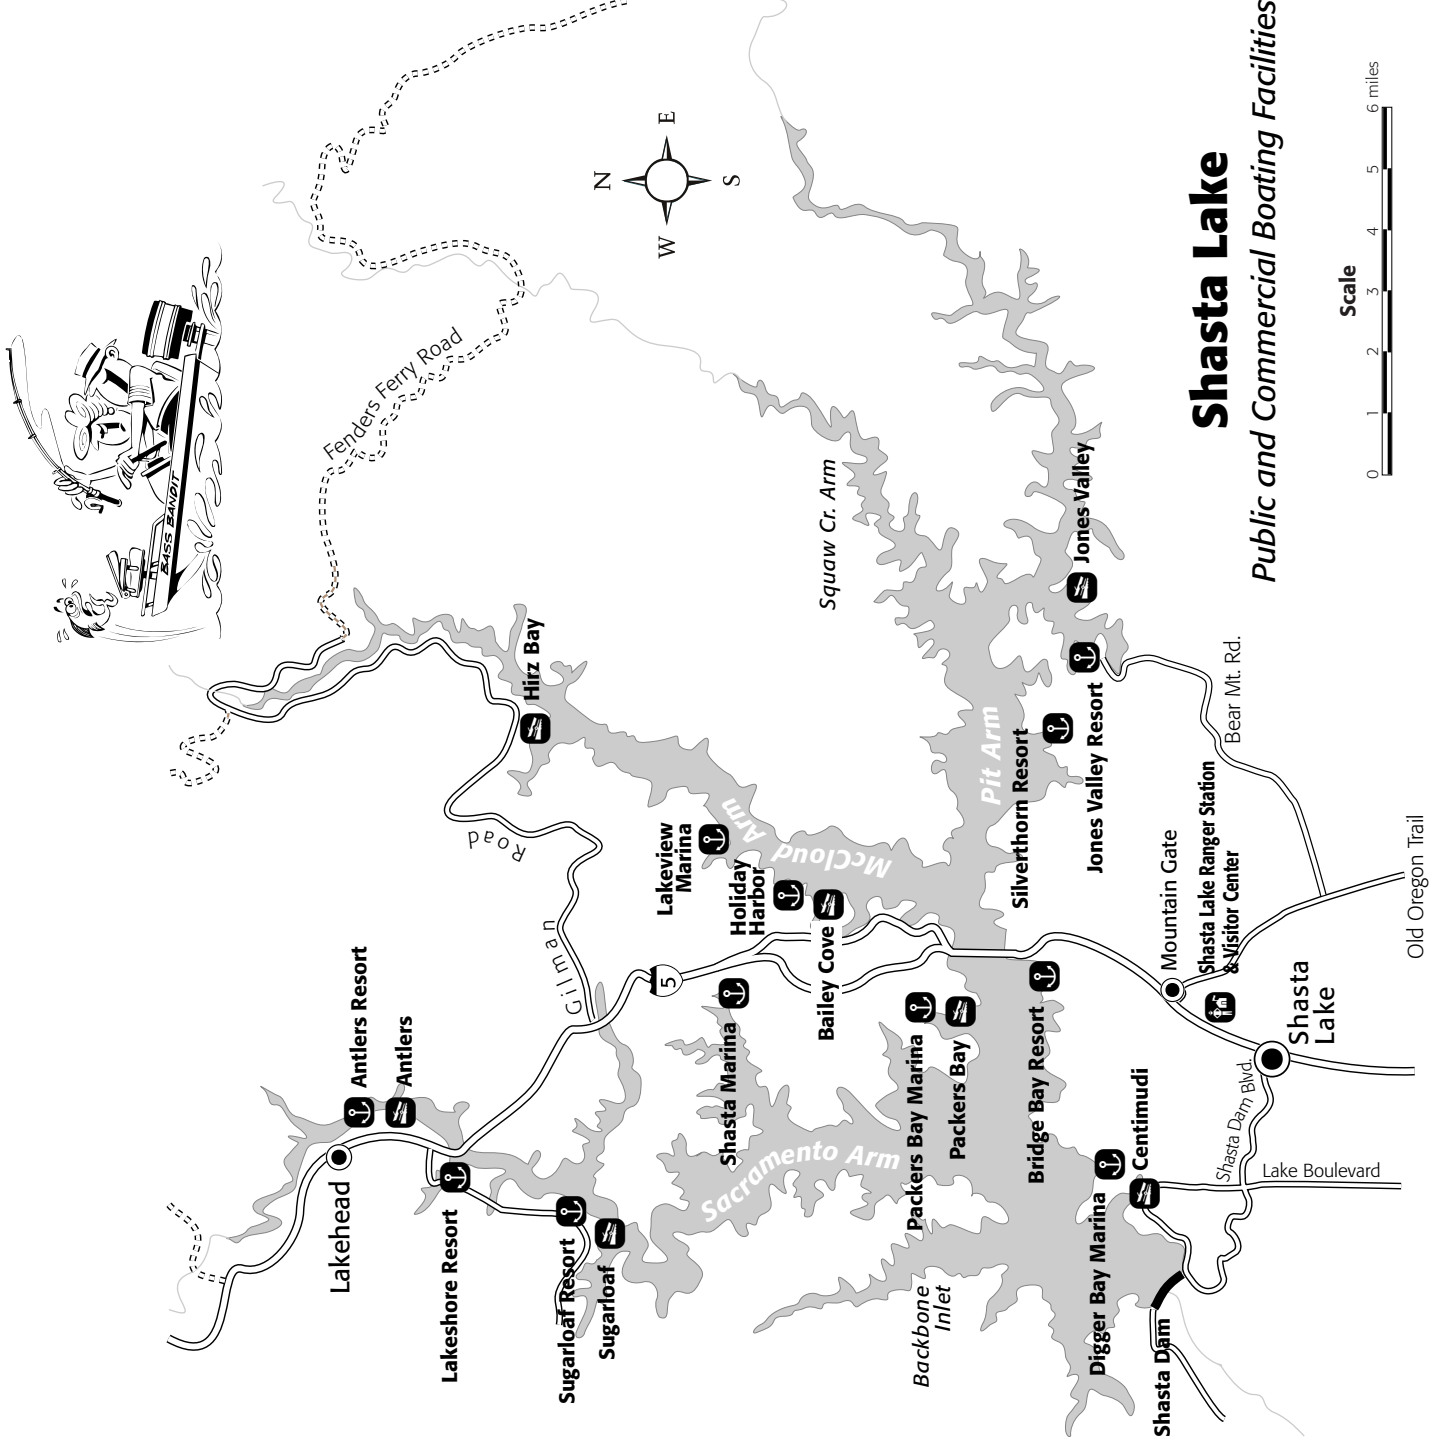 Shasta Lake
Public and Commercial Boating Facilities
Scale
0 1 2 3 4 5 6 miles
N
E
S
W
BASS BANDIT
Fenders Ferry Road
Hirz Bay
Gilman
Road
Lakeview
Marina
Holiday
Harbor
McCloud
Arm
Squaw Cr. Arm
Pit Arm
Jones Valley
Jones Valley Resort
Silverthorn Resort
Bear Mt. Rd.
Antlers Resort
Antlers
Lakehead
Lakeshore Resort
Sugarloaf Resort
Sugarloaf
5
Shasta Marina
Bailey Cove
Sacramento Arm
Packers Bay Marina
Packers Bay
Bridge Bay Resort
Backbone
Inlet
Digger Bay Marina
Centimudi
Shasta Dam
Shasta Dam Blvd.
Lake Boulevard
Mountain Gate
Shasta Lake Ranger Station
& Visitor Center
Shasta
Lake
Old Oregon Trail